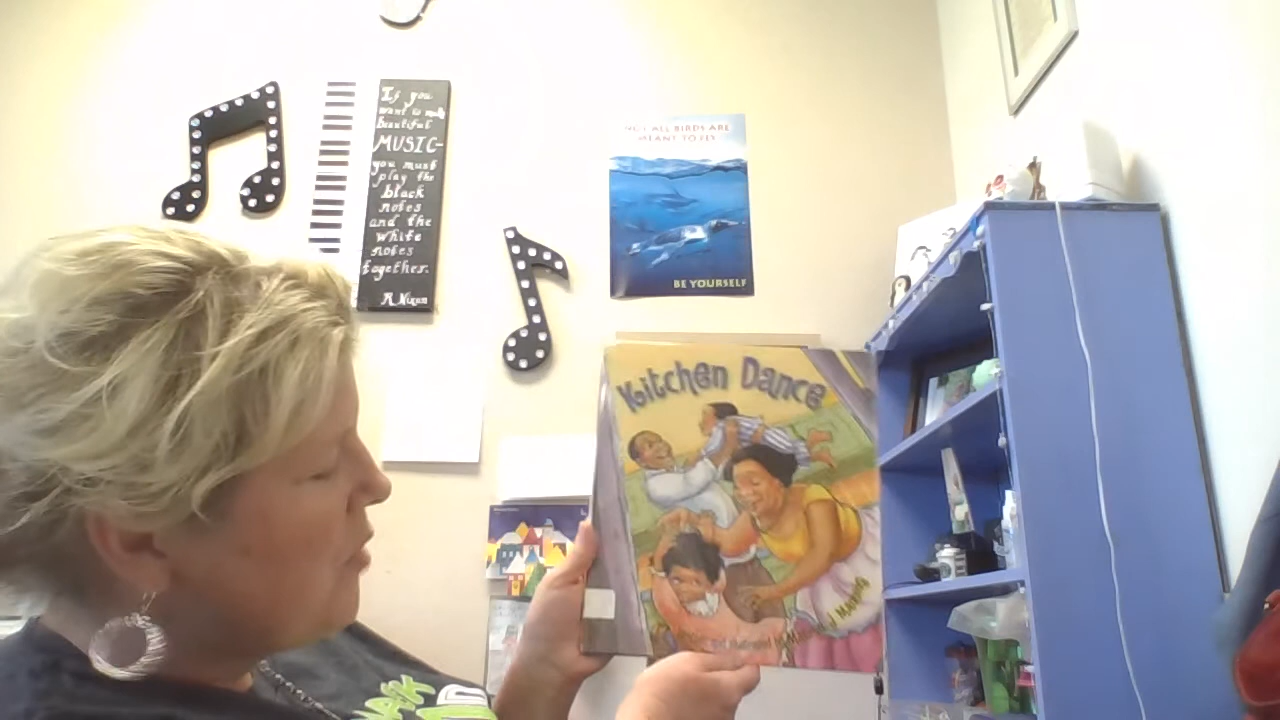 If you
want to make
beautiful
MUSIC-
you must
play the
black
notes
and the
white
notes
together.
R Nixon
NOT ALL BIRDS ARE
MEANT TO FLY
BE YOURSELF
Kitchen Dance